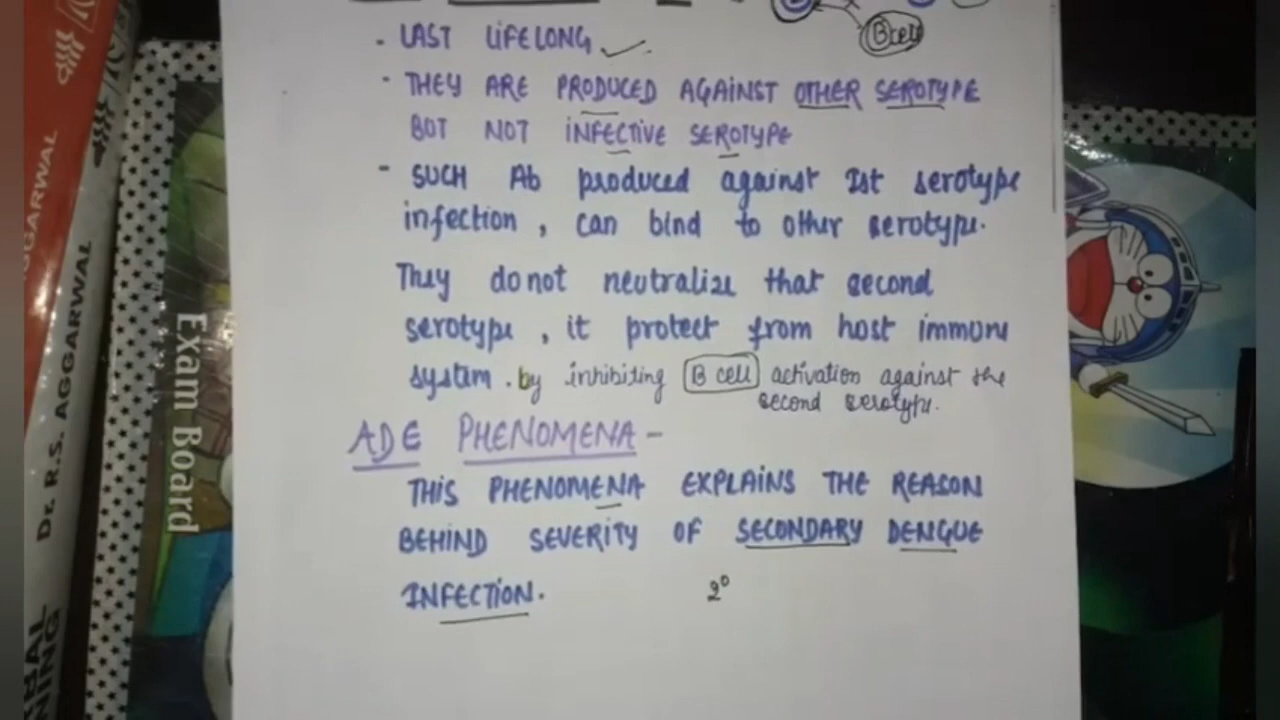 B cell
. LAST LIFELONG
- THEY ARE PRODUCED AGAINST OTHER SEROTYPE
BOT NOT INFECTIVE SEROTYPE
- SUCH Ab produced against Ist serotype
infection, can bind to other serotype.
They do not neutralize that second
serotype, it protect from host immune
system. by inhibiting B cell activation against the
second serotype.
ADE PHENOMENA -
THIS PHENOMENA EXPLAINS THE REASON
BEHIND SEVERITY OF SECONDARY DENGUE
INFECTION. 2°
Exam Board
Dr. R.S. AGGARWAL
GGARWAL